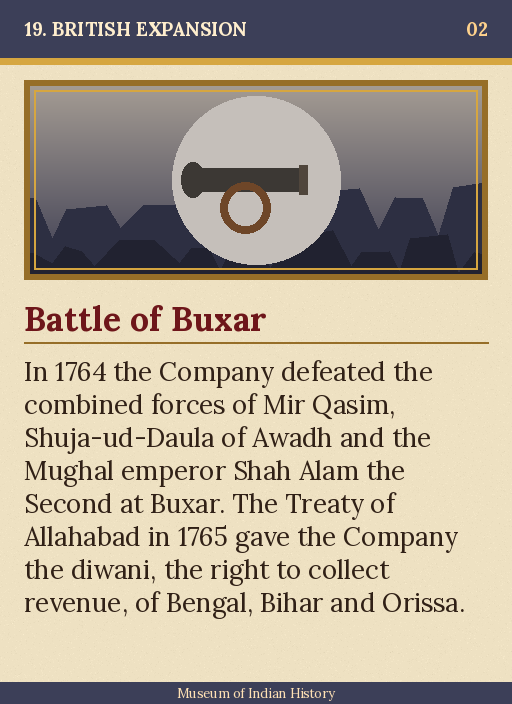 19. BRITISH EXPANSION
02
Battle of Buxar
In 1764 the Company defeated the
combined forces of Mir Qasim,
Shuja-ud-Daula of Awadh and the
Mughal emperor Shah Alam the
Second at Buxar. The Treaty of
Allahabad in 1765 gave the Company
the diwani, the right to collect
revenue, of Bengal, Bihar and Orissa.
Museum of Indian History